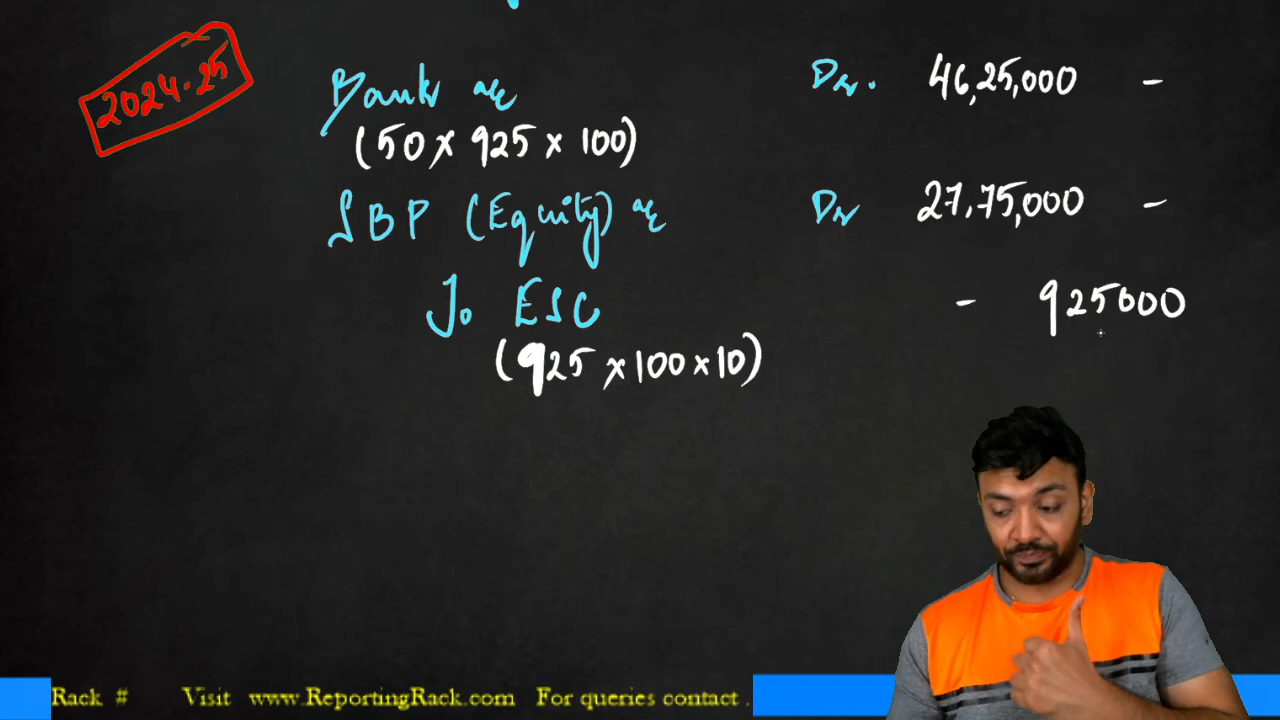 2024-25
Bank a/c Dr. 46,25,000 -
(50 x 925 x 100)
SBP (Equity) a/c Dr 27,75,000 -
To ESC - 925000
(925 x 100 x 10)
Rack # Visit www.ReportingRack.com For queries contact .